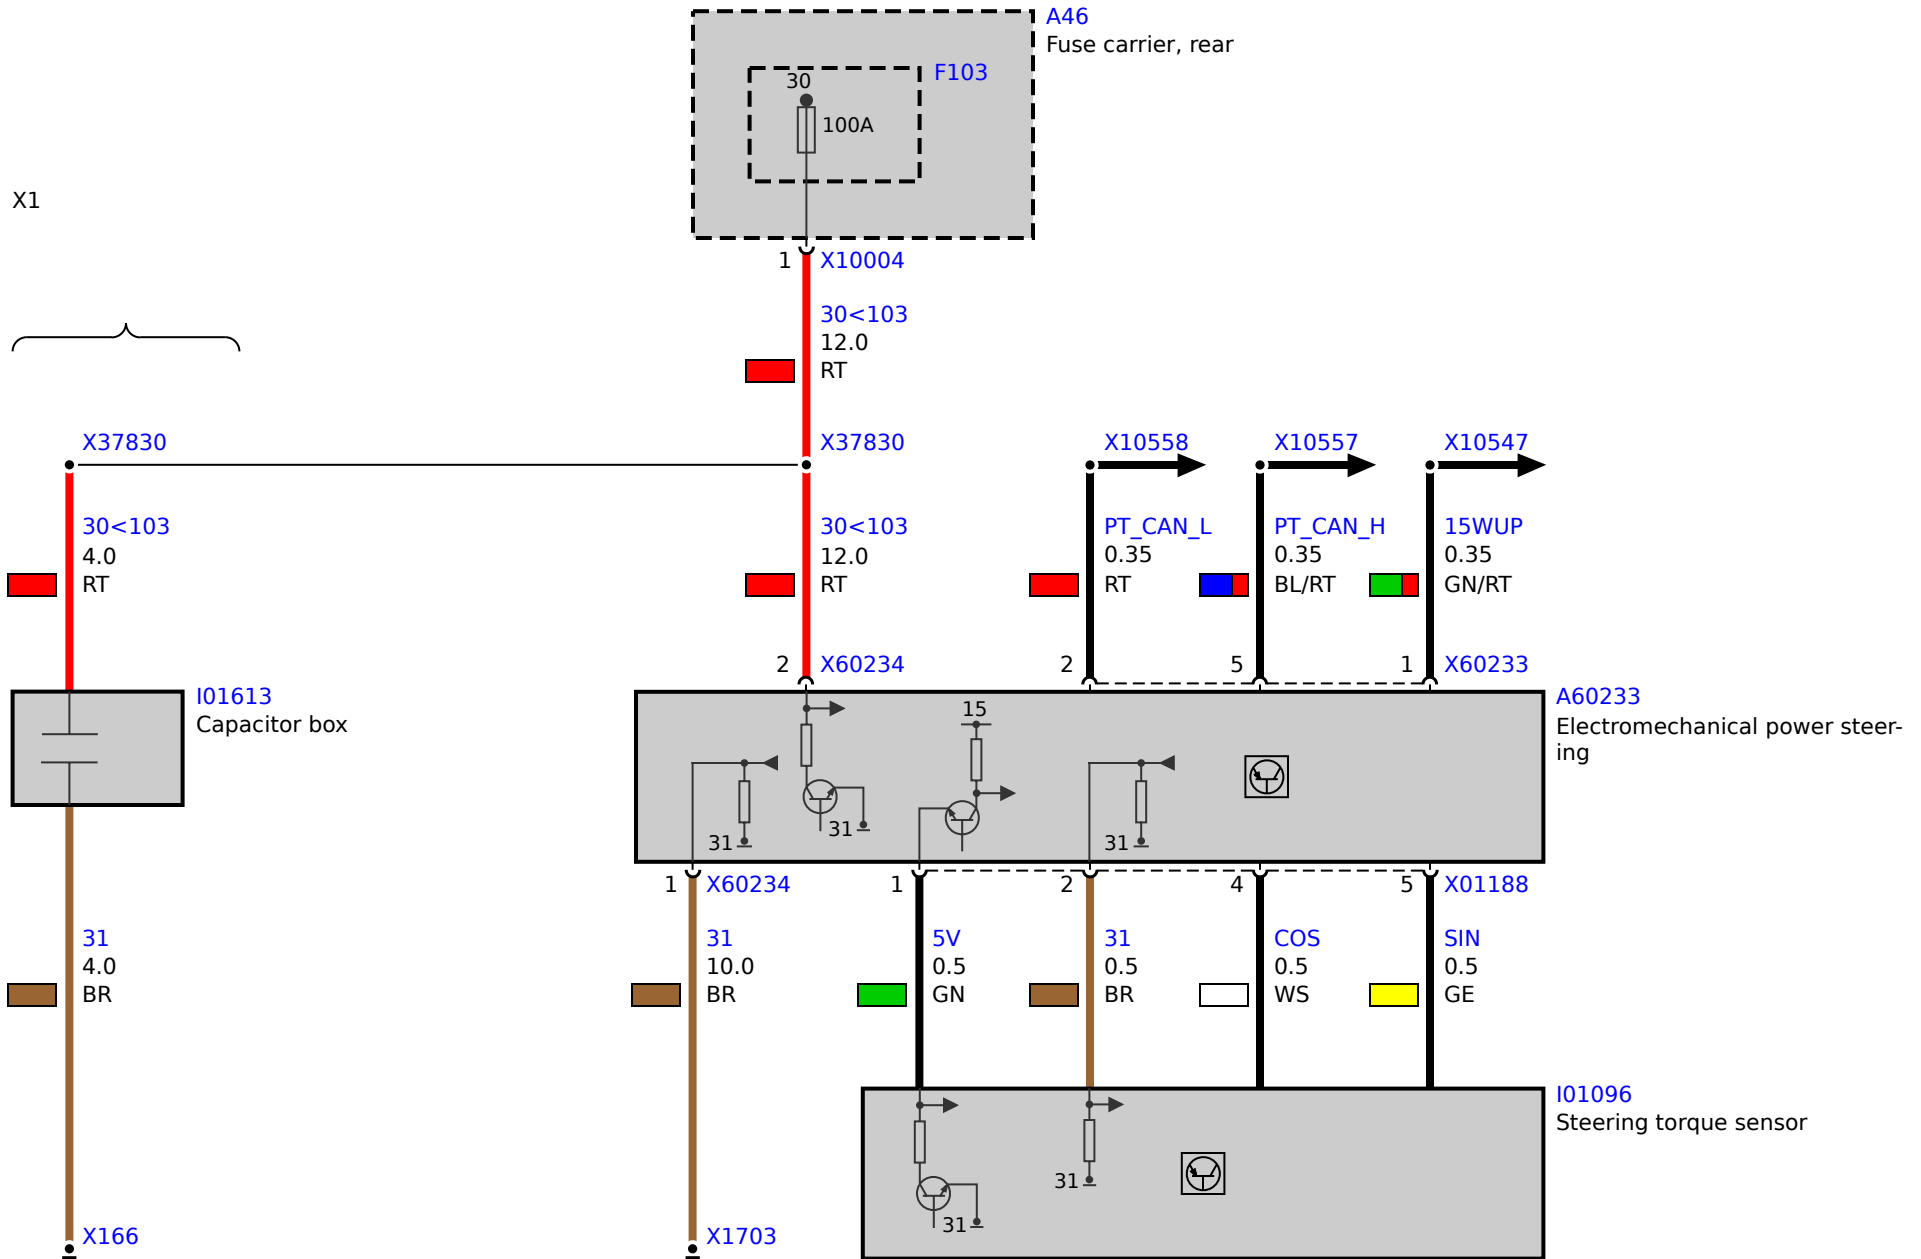 A46
Fuse carrier, rear
F103
30
100A
X1
1 X10004
30<103
12.0
RT
X37830 X37830 X10558 X10557 X10547
30<103 30<103 PT_CAN_L PT_CAN_H 15WUP
4.0 12.0 0.35 0.35 0.35
RT RT RT BL/RT GN/RT
2 X60234 2 5 1 X60233
I01613
Capacitor box
A60233
Electromechanical power steer-
ing
15
31 31 31
1 X60234 1 2 4 5 X01188
31 31 5V 31 COS SIN
4.0 10.0 0.5 0.5 0.5 0.5
BR BR GN BR WS GE
I01096
Steering torque sensor
31
31
X166 X1703